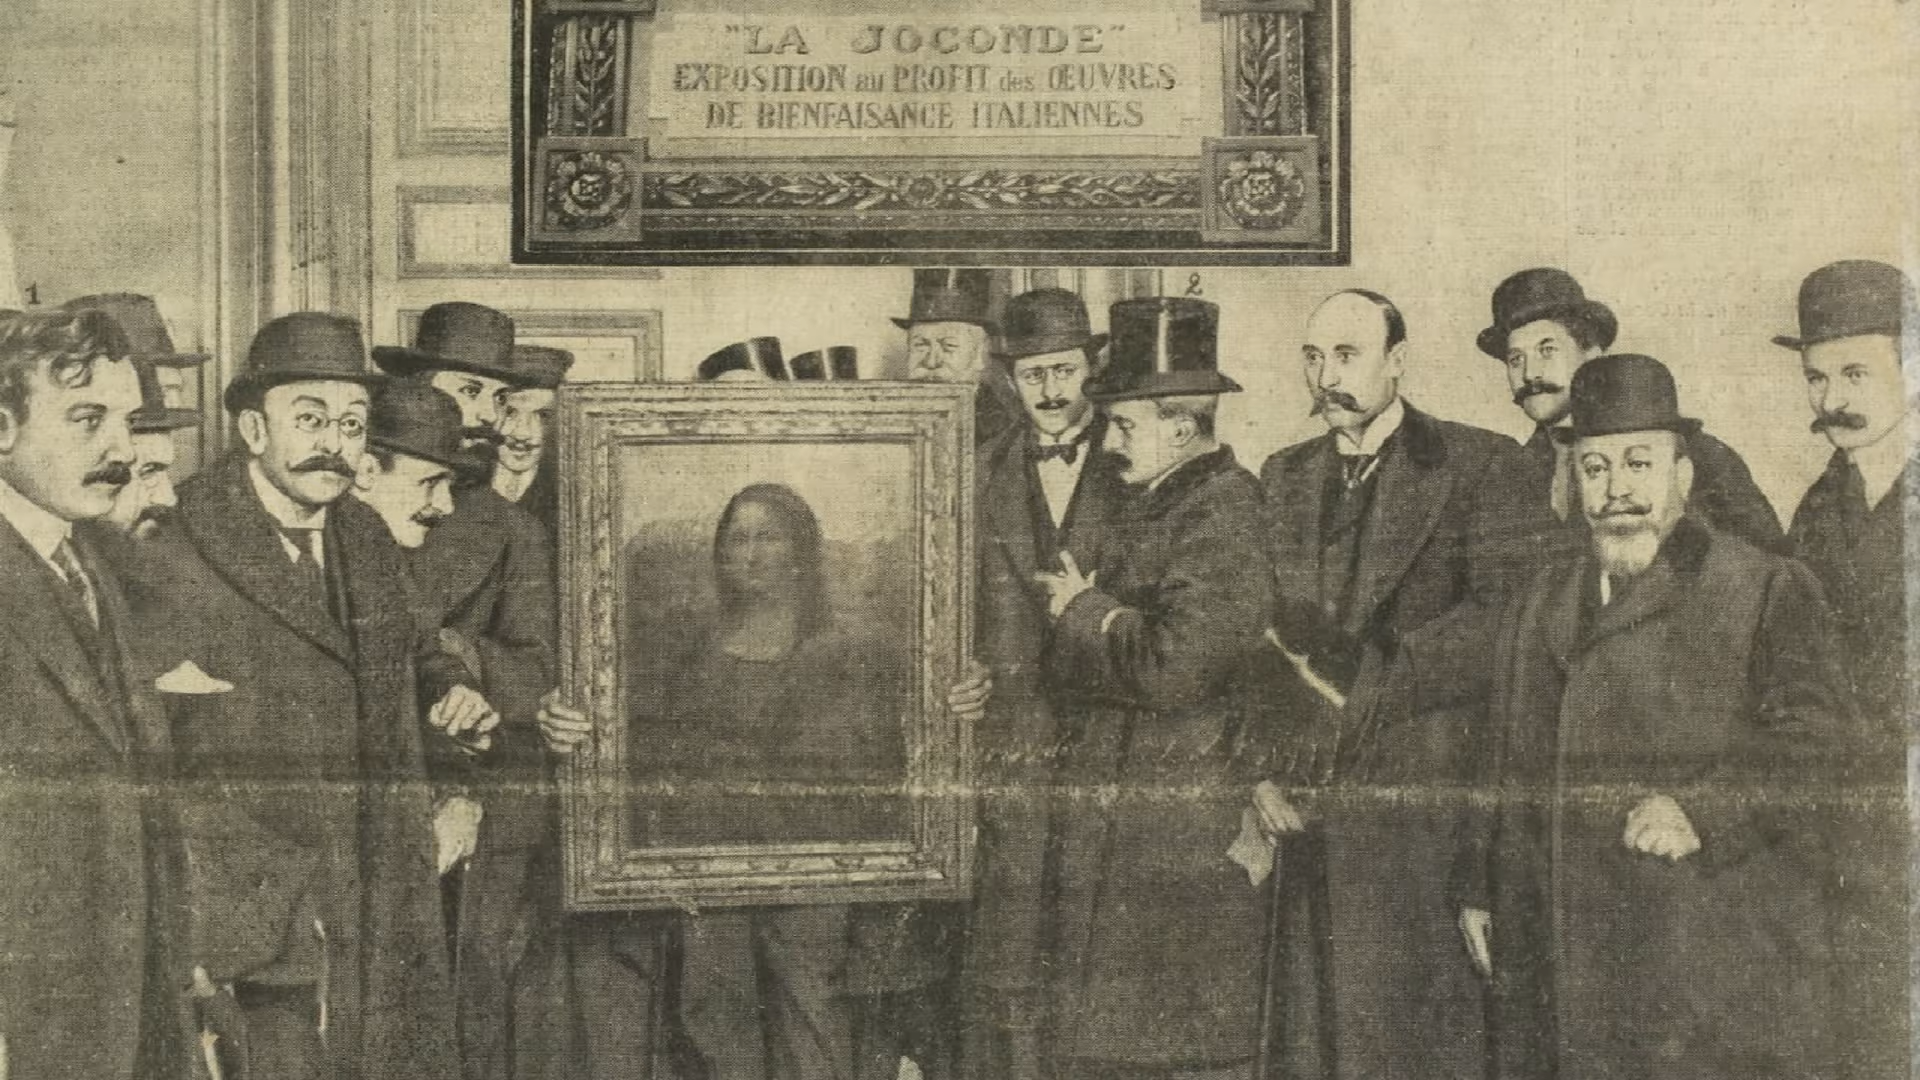 "LA JOCONDE"
EXPOSITION au PROFIT des ŒUVRES
DE BIENFAISANCE ITALIENNES
1
2